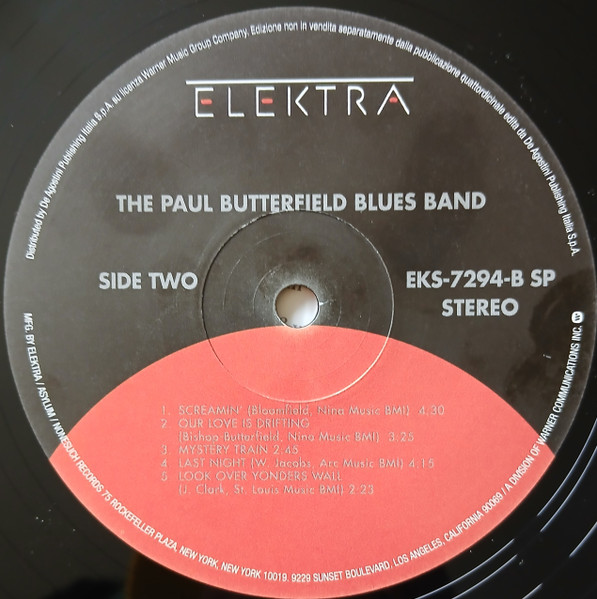 ELEKTRA
Distributed by De Agostini Publishing Italia S.p.A. su licenza Warner Music Group Company. Edizione non in vendita separatamente dalla pubblicazione quattordicinale edita da De Agostini Publishing Italia S.p.A.
THE PAUL BUTTERFIELD BLUES BAND
SIDE TWO
EKS-7294-B SP
STEREO
1. SCREAMIN' (Bloomfield, Nina Music BMI) 4:30
2. OUR LOVE IS DRIFTING
(Bishop-Butterfield, Nina Music BMI) 3:25
3. MYSTERY TRAIN 2:45
4 LAST NIGHT (W. Jacobs, Arc Music BMI) 4:15
5 LOOK OVER YONDERS WALL
(J. Clark, St. Louis Music BMI) 2:23
MFG. BY ELEKTRA / ASYLUM / NONESUCH RECORDS 75 ROCKEFELLER PLAZA, NEW YORK, NEW YORK 10019. 9229 SUNSET BOULEVARD, LOS ANGELES, CALIFORNIA 90069 / A DIVISION OF WARNER COMMUNICATIONS INC. W